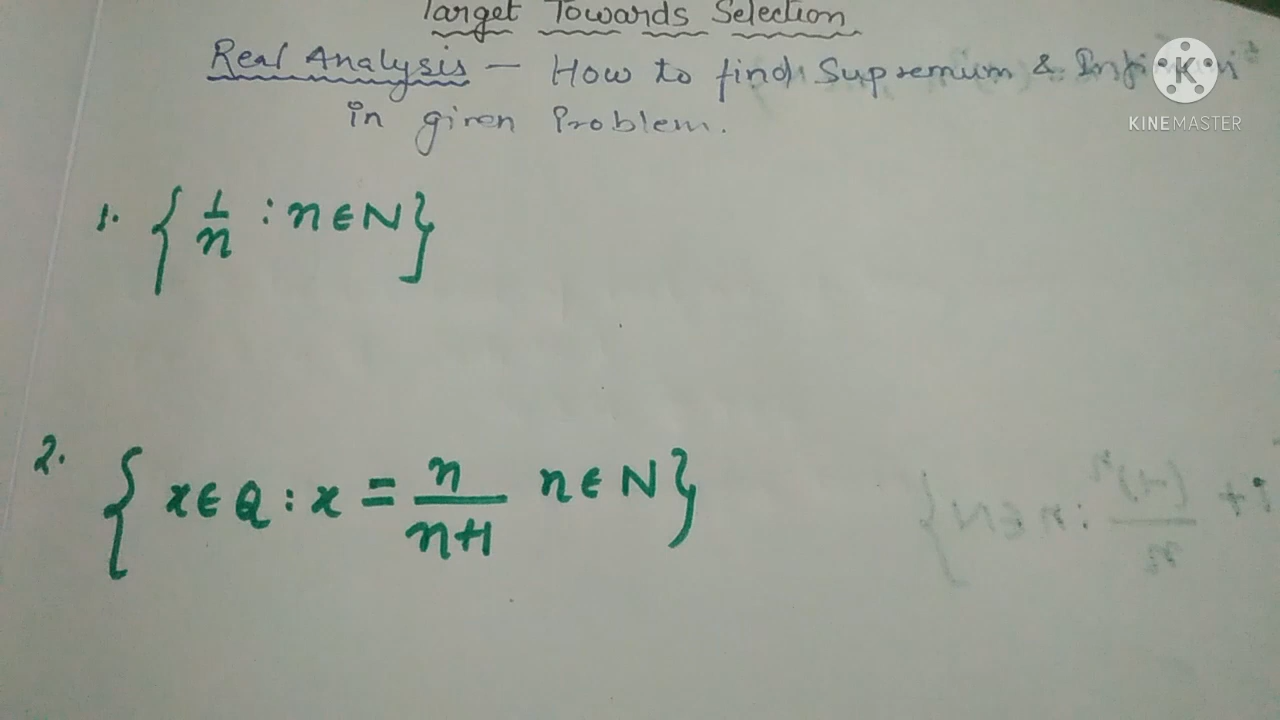 Target Towards Selection
Real Analysis – How to find Supremum &
in given Problem.
KINEMASTER
1. { 1/n : n ∈ N }
2. { x ∈ Q : x = n/n+1 n ∈ N }